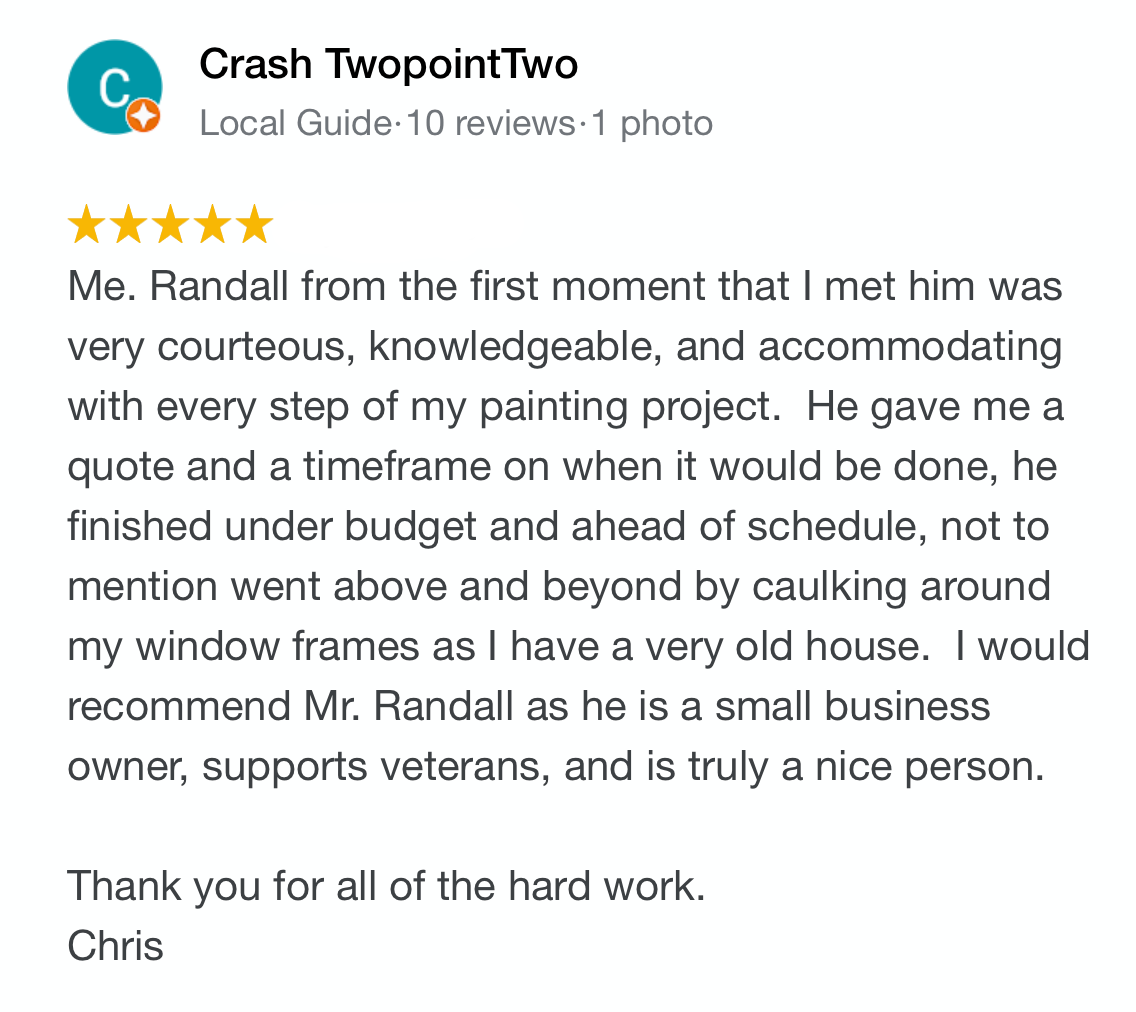 C
Crash TwopointTwo
Local Guide·10 reviews·1 photo
Me. Randall from the first moment that I met him was
very courteous, knowledgeable, and accommodating
with every step of my painting project.  He gave me a
quote and a timeframe on when it would be done, he
finished under budget and ahead of schedule, not to
mention went above and beyond by caulking around
my window frames as I have a very old house.  I would
recommend Mr. Randall as he is a small business
owner, supports veterans, and is truly a nice person.
Thank you for all of the hard work.
Chris